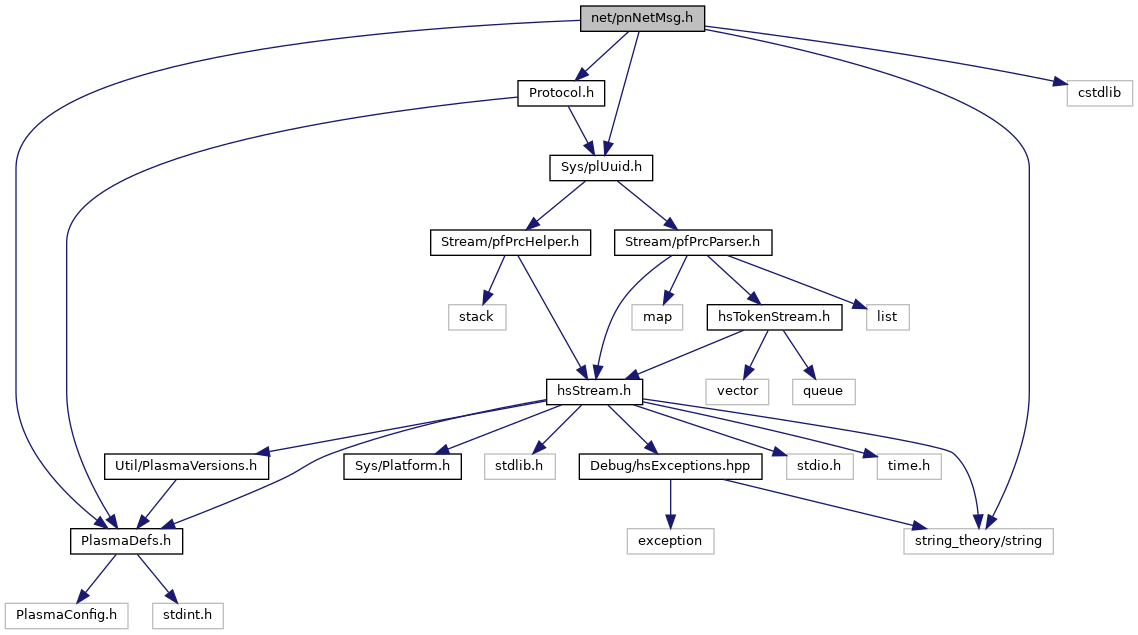 net/pnNetMsg.h
Protocol.h
cstdlib
Sys/plUuid.h
Stream/pfPrcHelper.h
Stream/pfPrcParser.h
stack
map
hsTokenStream.h
list
hsStream.h
vector
queue
Util/PlasmaVersions.h
Sys/Platform.h
stdlib.h
Debug/hsExceptions.hpp
stdio.h
time.h
PlasmaDefs.h
exception
string_theory/string
PlasmaConfig.h
stdint.h